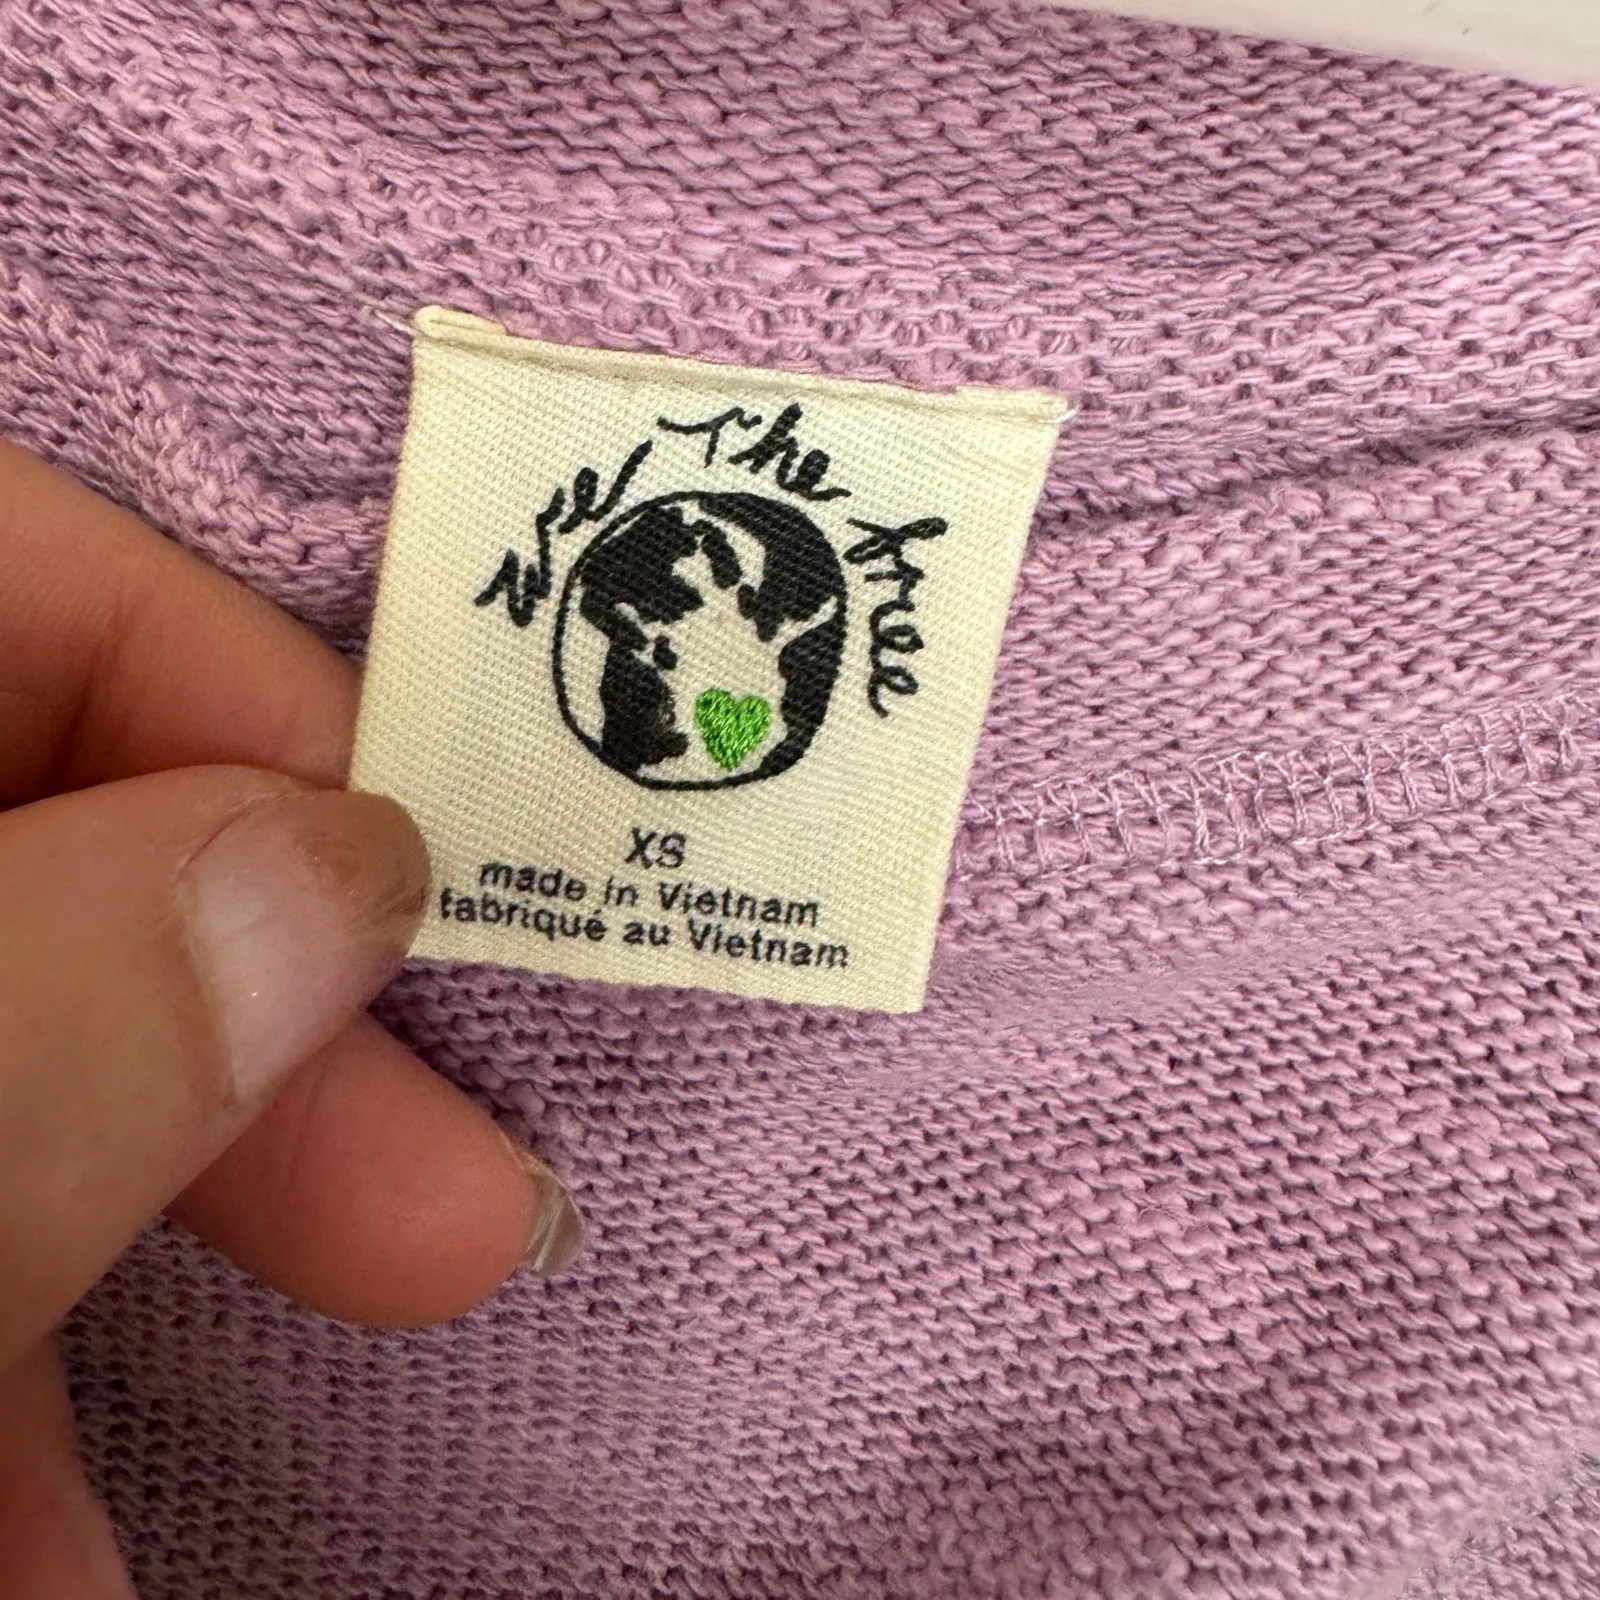 We The Free
XS
made in Vietnam
fabriqué au Vietnam